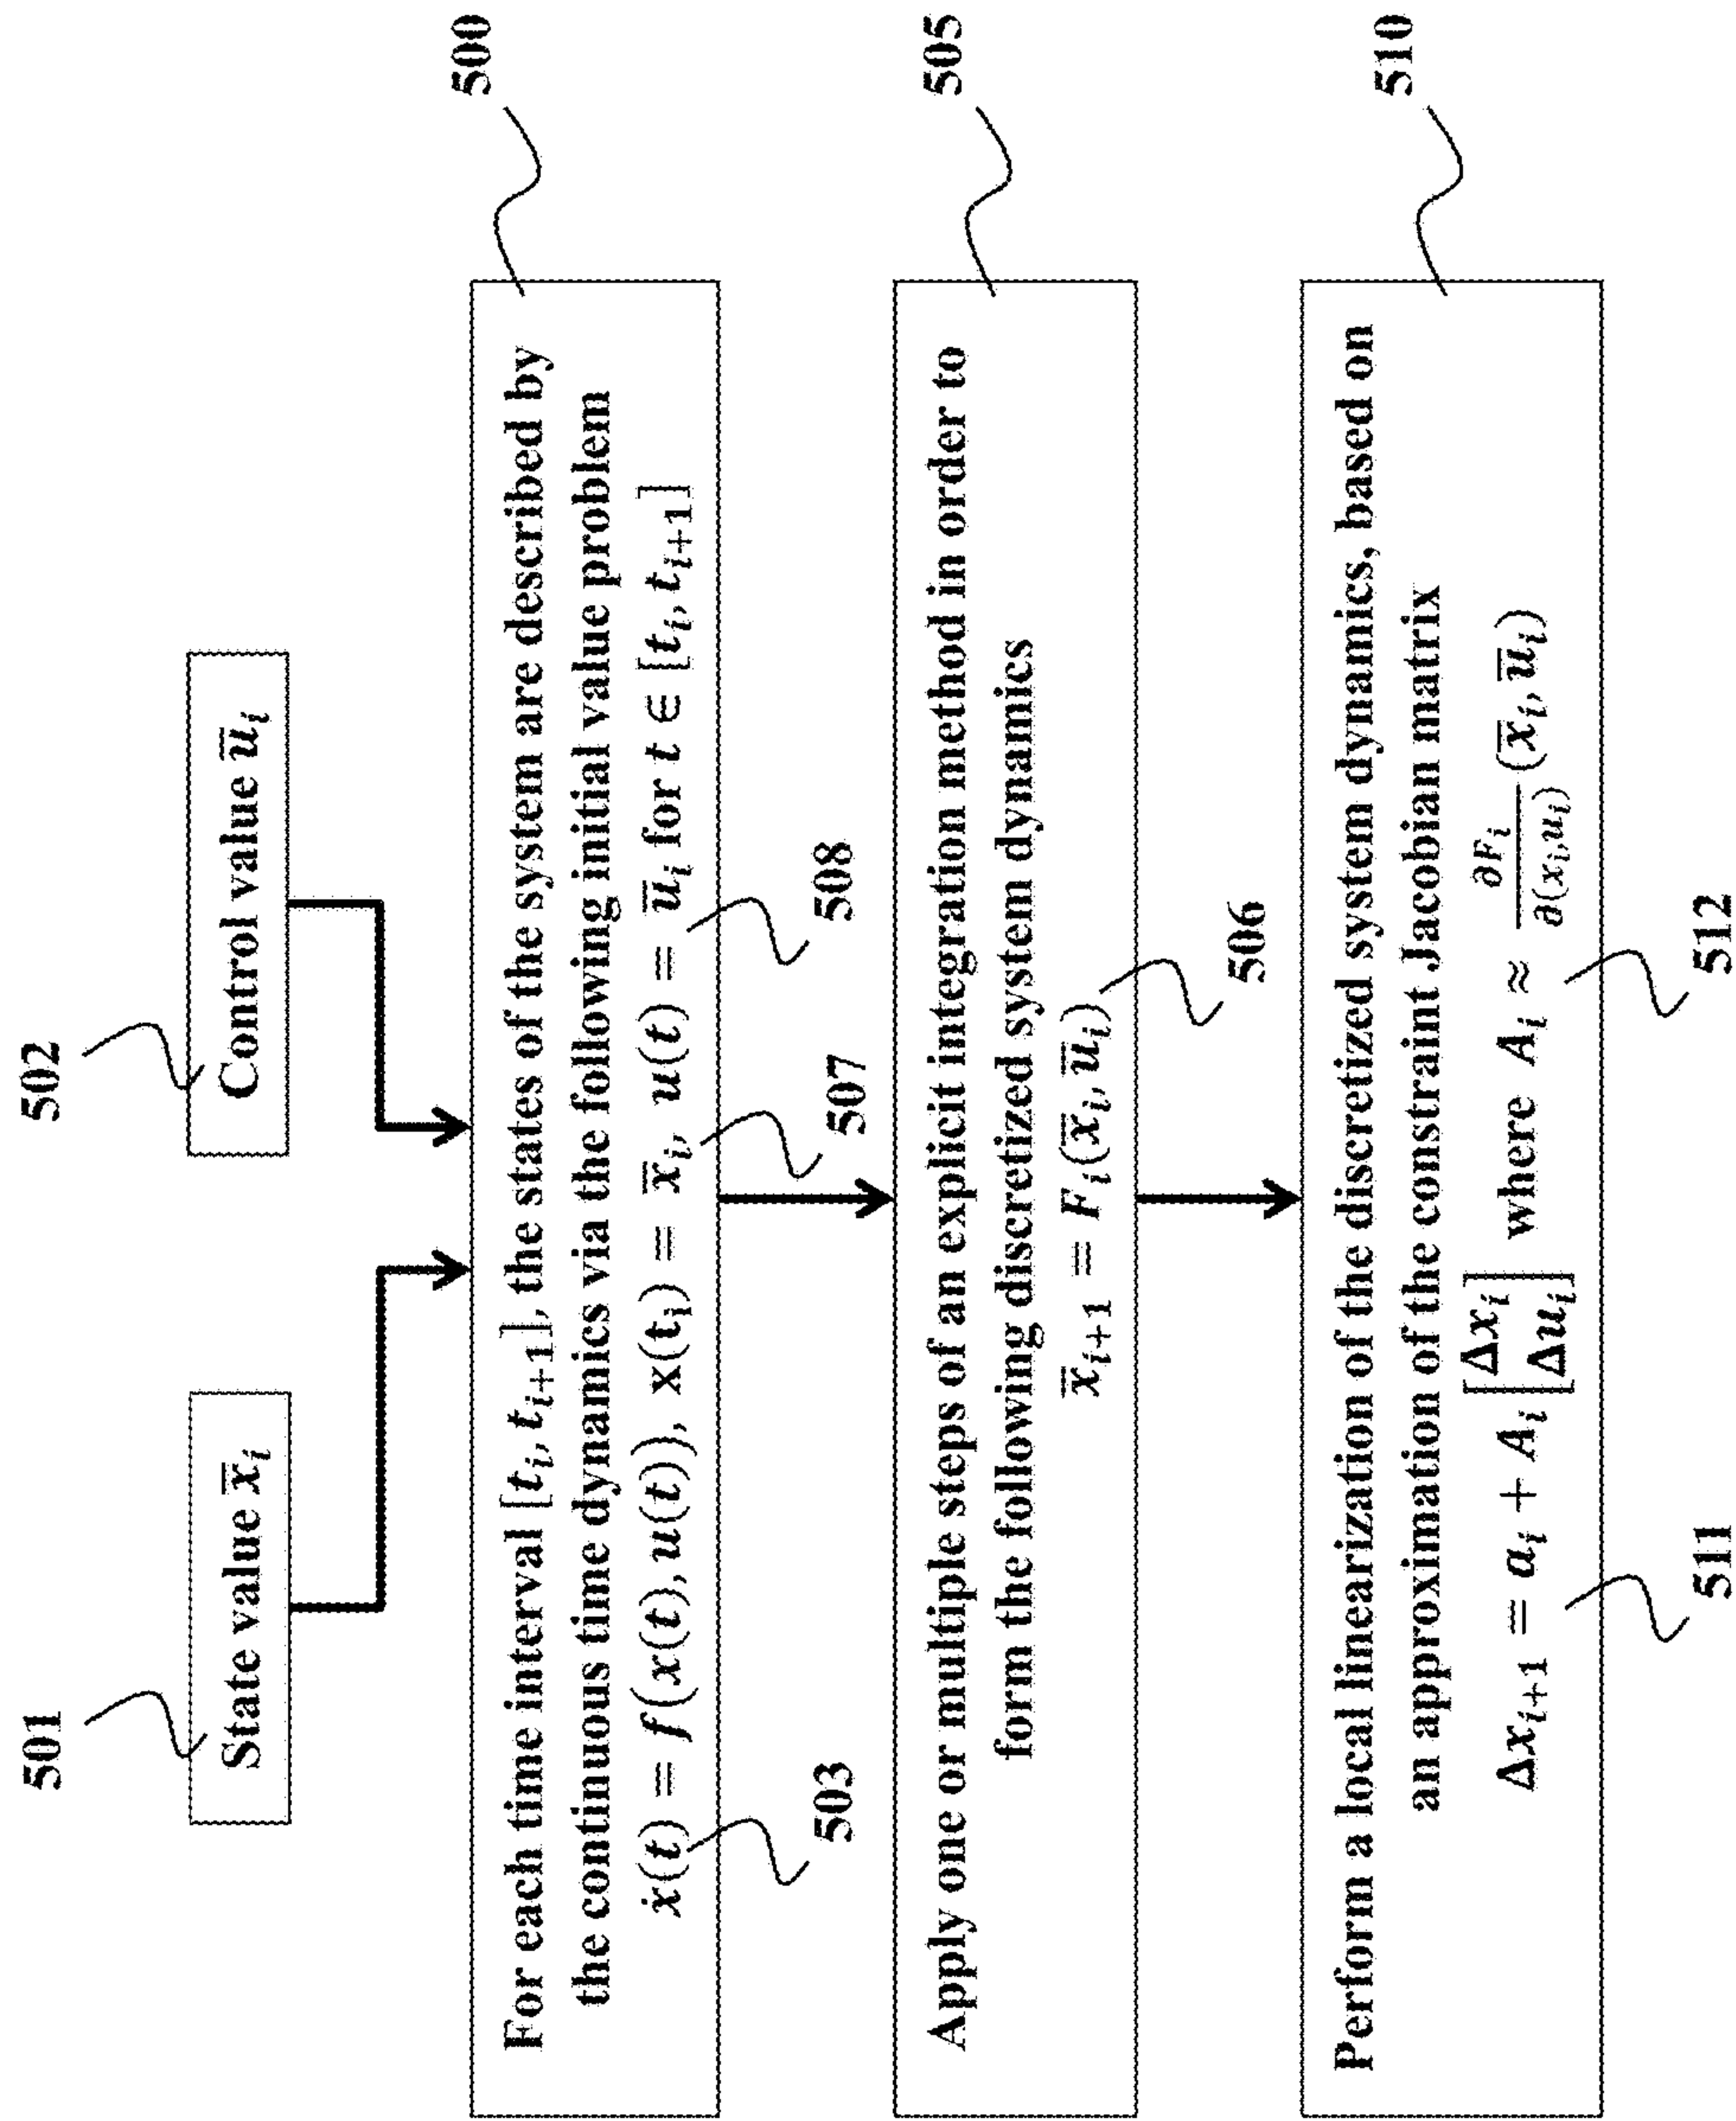 501
State value x̄ᵢ
502
Control value ūᵢ
500
For each time interval [tᵢ, tᵢ₊₁], the states of the system are described by
the continuous time dynamics via the following initial value problem
ẋ(t) = f(x(t), u(t)), x(tᵢ) = x̄ᵢ, u(t) = ūᵢ for t ∈ [tᵢ, tᵢ₊₁]
503
507
508
505
Apply one or multiple steps of an explicit integration method in order to
form the following discretized system dynamics
x̄ᵢ₊₁ = Fᵢ(x̄ᵢ, ūᵢ)
506
510
Perform a local linearization of the discretized system dynamics, based on
an approximation of the constraint Jacobian matrix
Δxᵢ₊₁ = aᵢ + Aᵢ [Δxᵢ; Δuᵢ] where Aᵢ ≈ ∂Fᵢ/∂(xᵢ,uᵢ) (x̄ᵢ, ūᵢ)
511
512